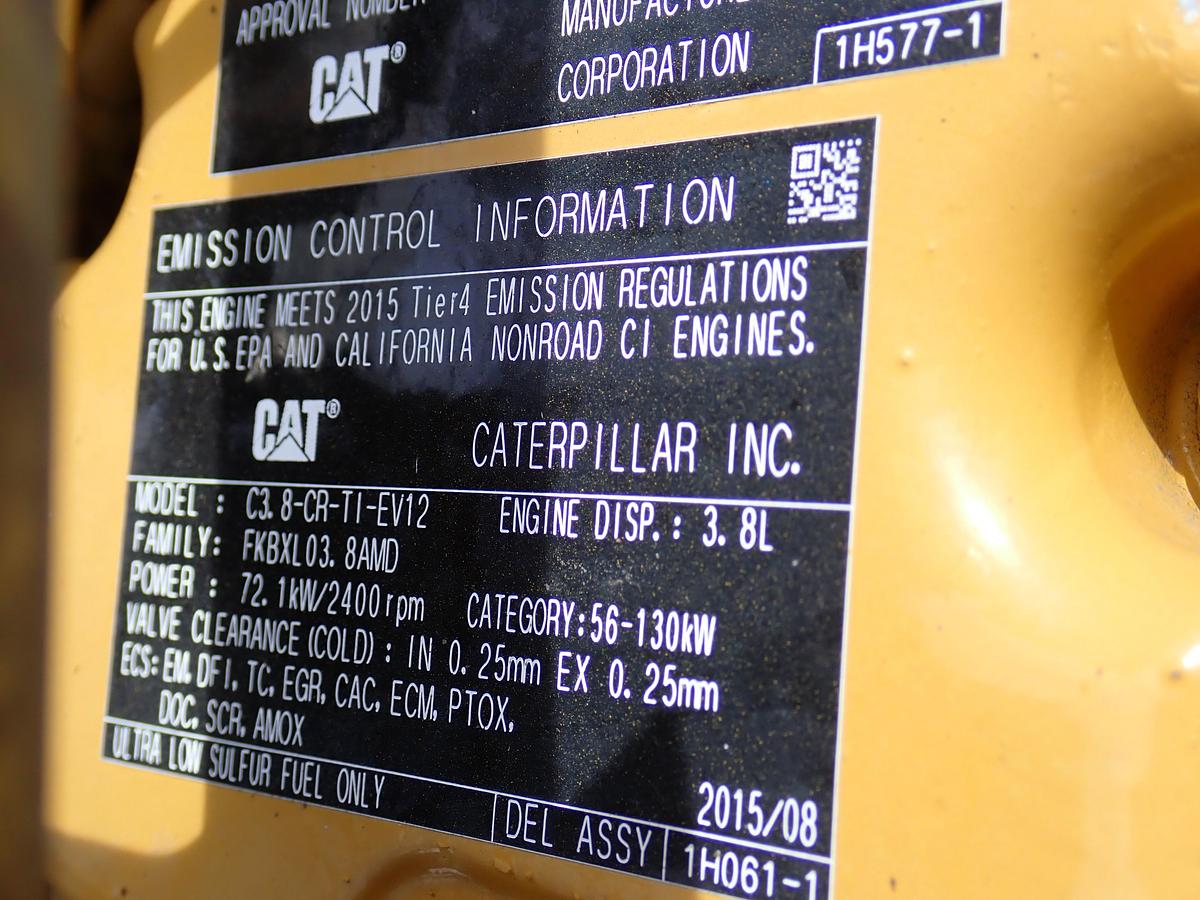 APPROVAL NUMBER
MANUFACTURE
CAT®
CORPORATION
1H577-1
EMISSION CONTROL INFORMATION
THIS ENGINE MEETS 2015 Tier4 EMISSION REGULATIONS
FOR U.S. EPA AND CALIFORNIA NONROAD CI ENGINES.
CAT®
CATERPILLAR INC.
MODEL : C3.8-CR-TI-EV12 ENGINE DISP.: 3.8L
FAMILY: FKBXL03.8AMD
POWER : 72.1kW/2400rpm CATEGORY:56-130kW
VALVE CLEARANCE(COLD): IN 0.25mm EX 0.25mm
ECS: EM, DFI, TC, EGR, CAC, ECM, PTOX,
DOC, SCR, AMOX
2015/08
ULTRA LOW SULFUR FUEL ONLY
DEL ASSY
1H061-1